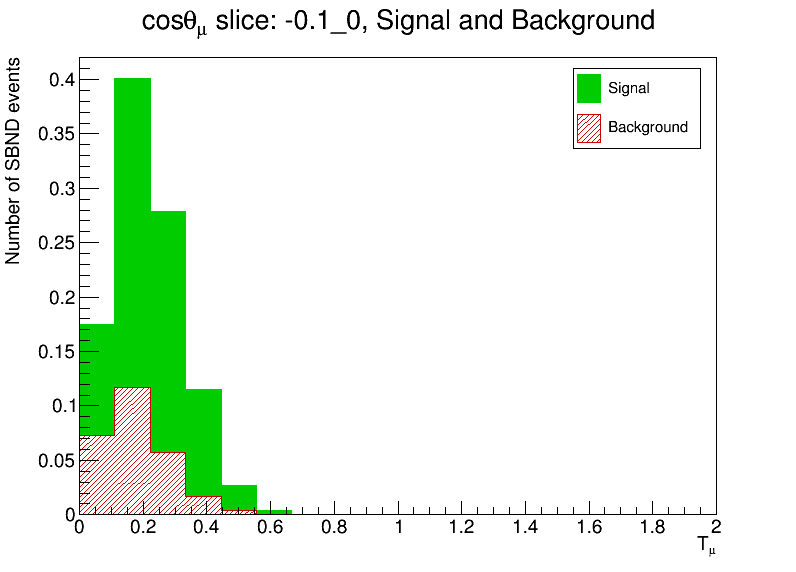 cosθμ slice: -0.1_0, Signal and Background
Number of SBND events
0.4
0.35
0.3
0.25
0.2
0.15
0.1
0.05
0
Signal
Background
0 0.2 0.4 0.6 0.8 1 1.2 1.4 1.6 1.8 2
Tμ